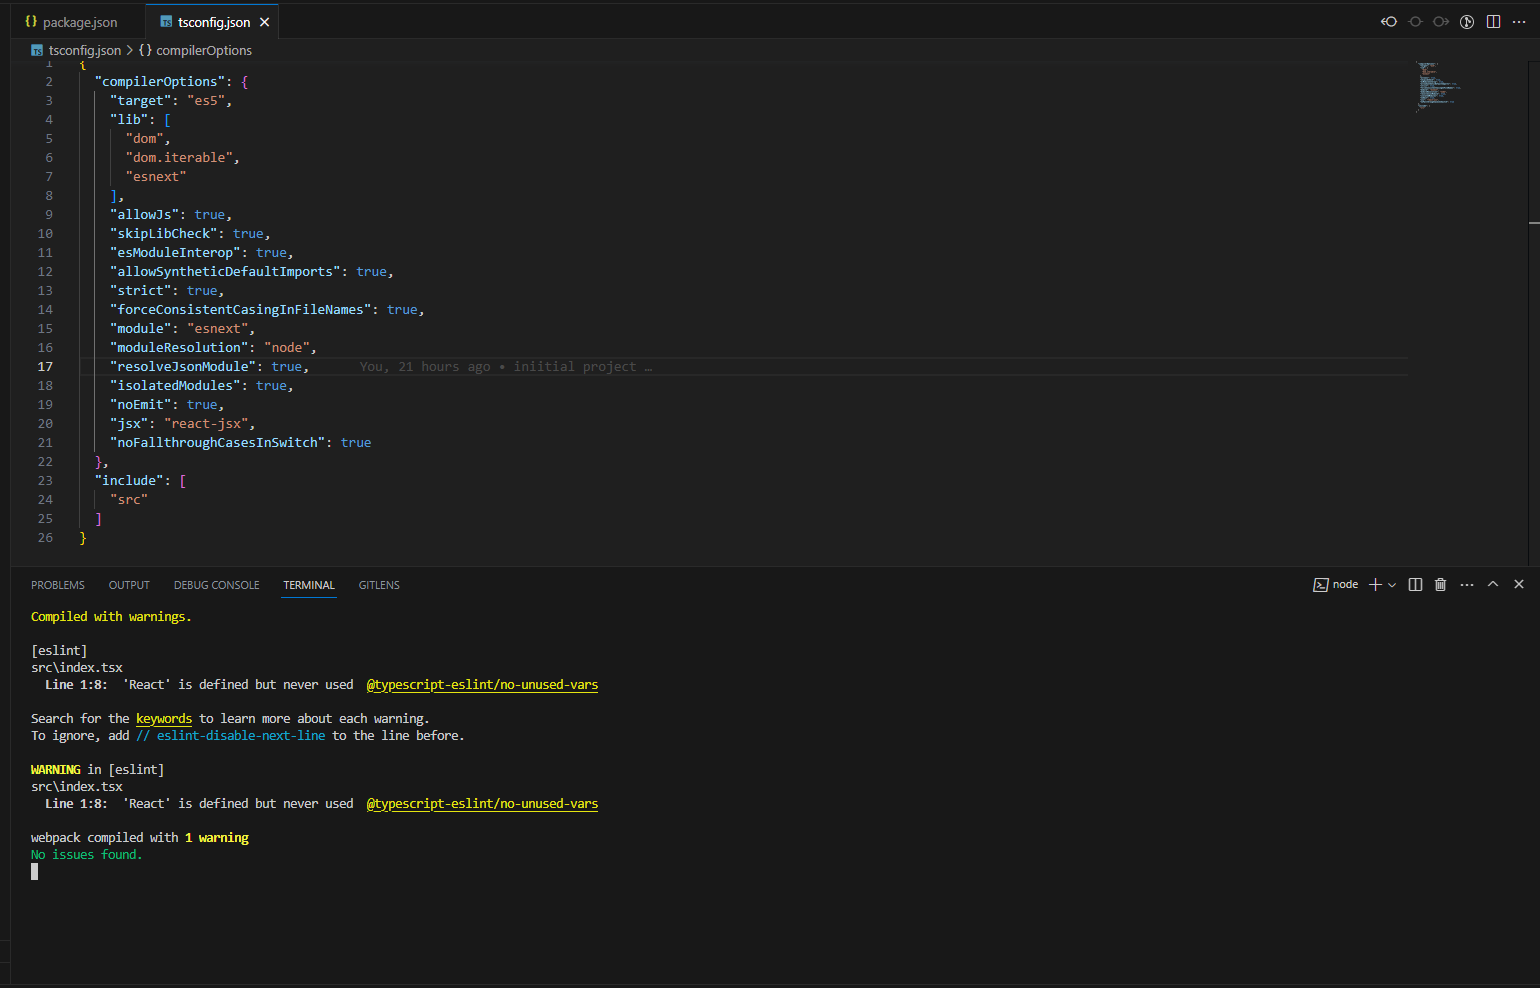 {} package.json TS tsconfig.json
TS tsconfig.json > {} compilerOptions
1 {
2 "compilerOptions": {
3 "target": "es5",
4 "lib": [
5 "dom",
6 "dom.iterable",
7 "esnext"
8 ],
9 "allowJs": true,
10 "skipLibCheck": true,
11 "esModuleInterop": true,
12 "allowSyntheticDefaultImports": true,
13 "strict": true,
14 "forceConsistentCasingInFileNames": true,
15 "module": "esnext",
16 "moduleResolution": "node",
17 "resolveJsonModule": true, You, 21 hours ago • iniitial project …
18 "isolatedModules": true,
19 "noEmit": true,
20 "jsx": "react-jsx",
21 "noFallthroughCasesInSwitch": true
22 },
23 "include": [
24 "src"
25 ]
26 }
PROBLEMS OUTPUT DEBUG CONSOLE TERMINAL GITLENS node
Compiled with warnings.
[eslint]
src\index.tsx
Line 1:8: 'React' is defined but never used @typescript-eslint/no-unused-vars
Search for the keywords to learn more about each warning.
To ignore, add // eslint-disable-next-line to the line before.
WARNING in [eslint]
src\index.tsx
Line 1:8: 'React' is defined but never used @typescript-eslint/no-unused-vars
webpack compiled with 1 warning
No issues found.